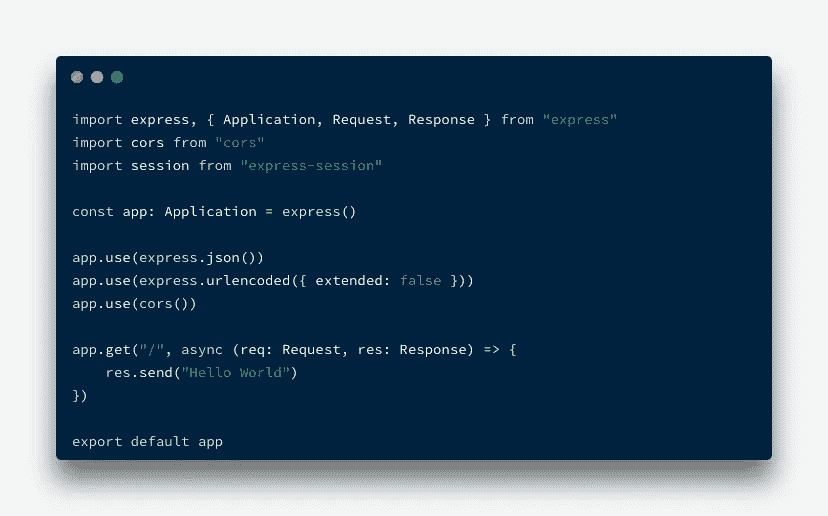 import express, { Application, Request, Response } from "express"
import cors from "cors"
import session from "express-session"
const app: Application = express()
app.use(express.json())
app.use(express.urlencoded({ extended: false }))
app.use(cors())
app.get("/", async (req: Request, res: Response) => {
    res.send("Hello World")
})
export default app